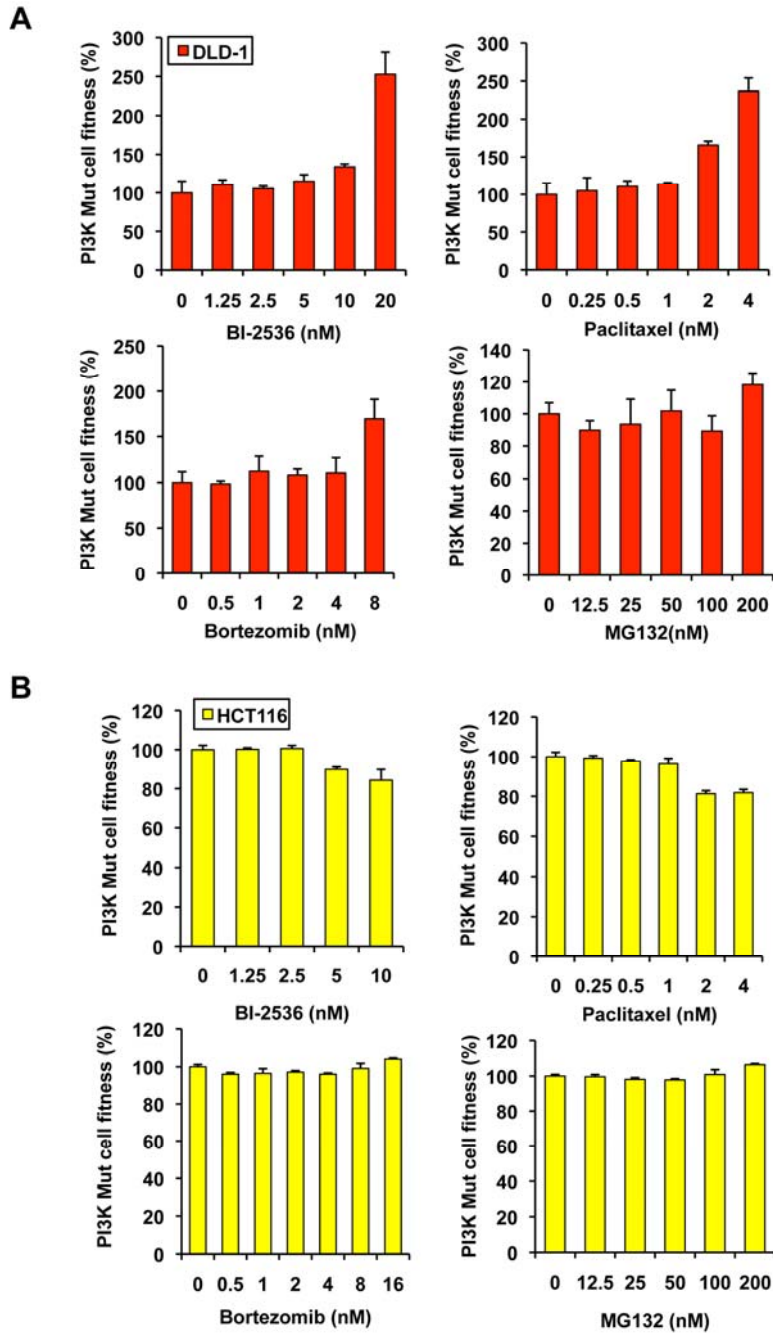 A
PI3K Mut cell fitness (%)
300
250
200
150
100
50
0
DLD-1
0 1.25 2.5 5 10 20
BI-2536 (nM)
PI3K Mut cell fitness (%)
300
250
200
150
100
50
0
0 0.25 0.5 1 2 4
Paclitaxel (nM)
PI3K Mut cell fitness (%)
250
200
150
100
50
0
0 0.5 1 2 4 8
Bortezomib (nM)
PI3K Mut cell fitness (%)
140
120
100
80
60
40
20
0
0 12.5 25 50 100 200
MG132(nM)
B
PI3K Mut cell fitness (%)
120
100
80
60
40
20
0
HCT116
0 1.25 2.5 5 10
BI-2536 (nM)
PI3K Mut cell fitness (%)
120
100
80
60
40
20
0
0 0.25 0.5 1 2 4
Paclitaxel (nM)
PI3K Mut cell fitness (%)
120
100
80
60
40
20
0
0 0.5 1 2 4 8 16
Bortezomib (nM)
PI3K Mut cell fitness (%)
120
100
80
60
40
20
0
0 12.5 25 50 100 200
MG132 (nM)